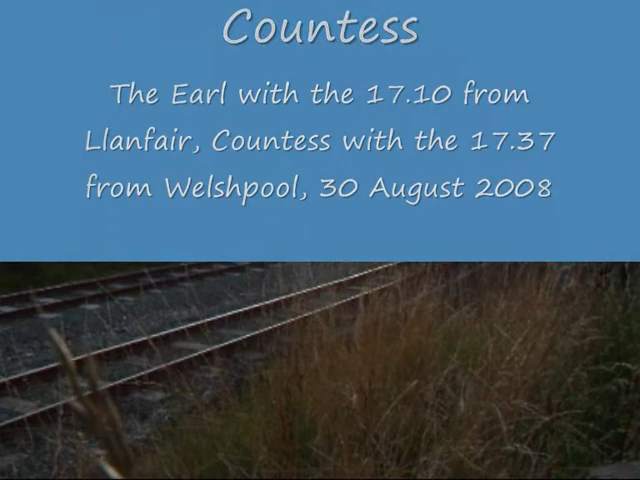 Countess
The Earl with the 17.10 from
Llanfair, Countess with the 17.37
from Welshpool, 30 August 2008